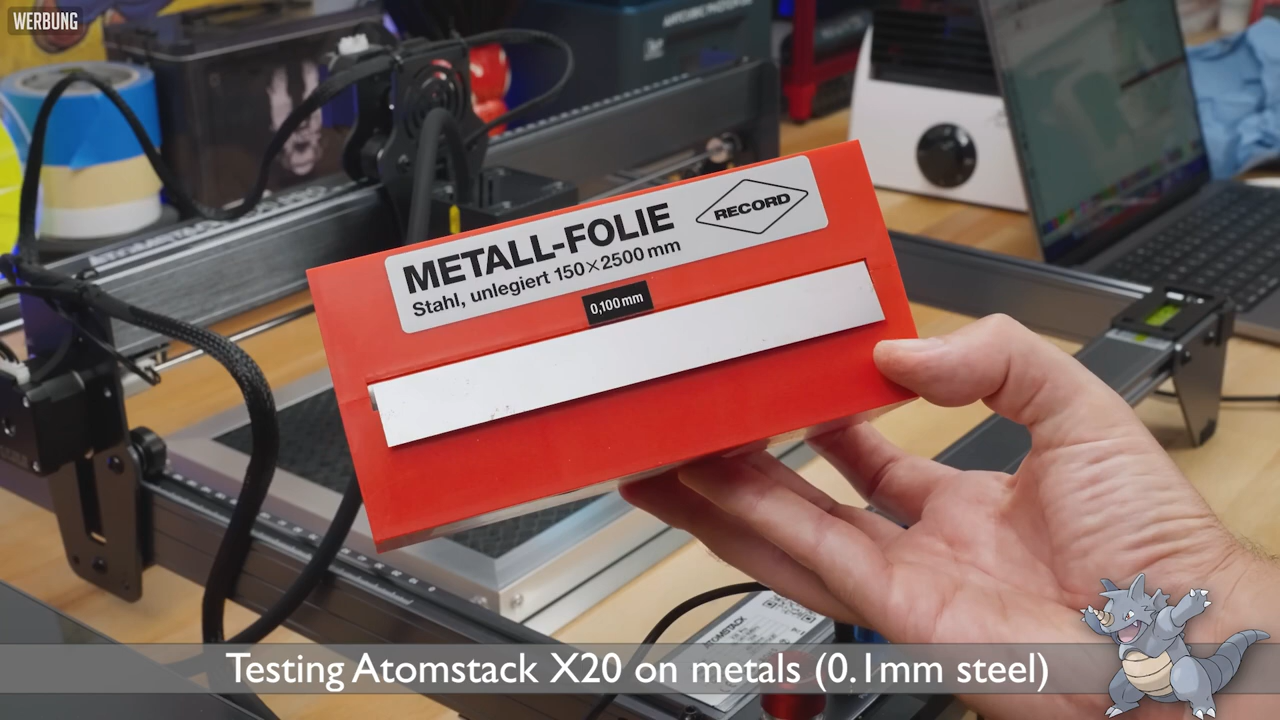 WERBUNG
METALL-FOLIE
Stahl, unlegiert 150×2500 mm
RECORD
0,100 mm
ATOMSTACK
Testing Atomstack X20 on metals (0.1mm steel)